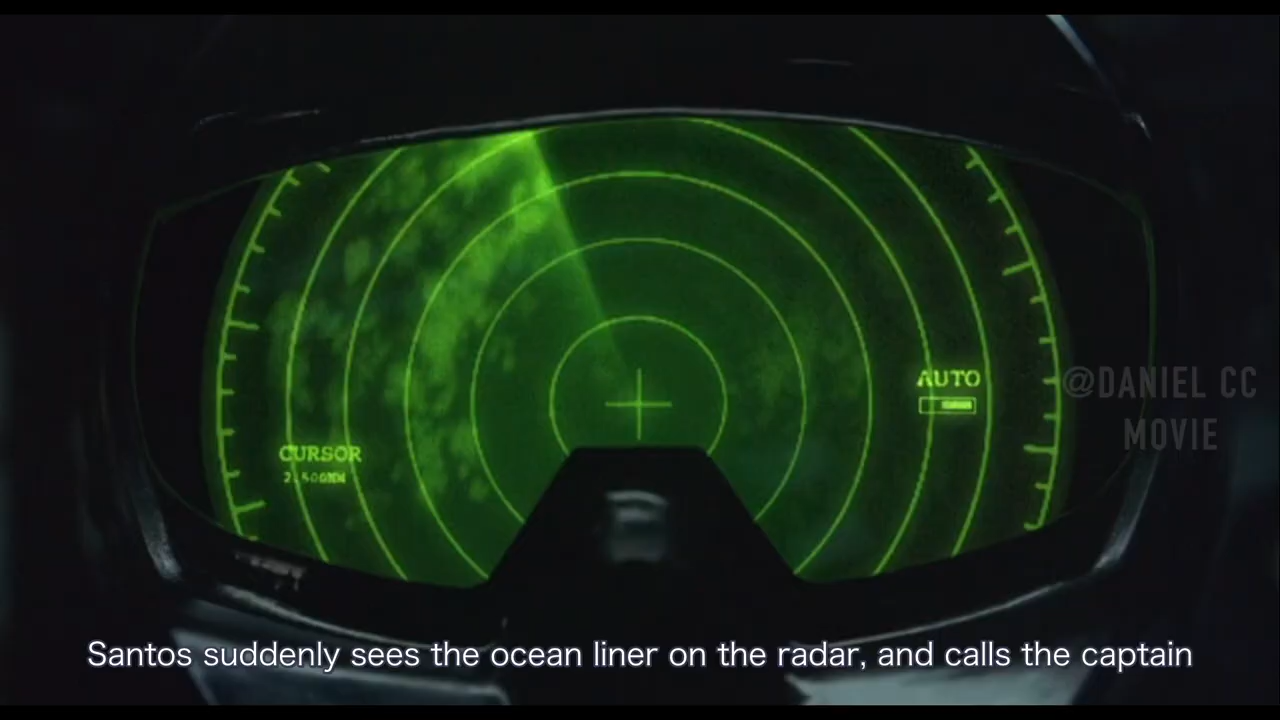 AUTO
@DANIEL CC
MOVIE
CURSOR
Santos suddenly sees the ocean liner on the radar, and calls the captain